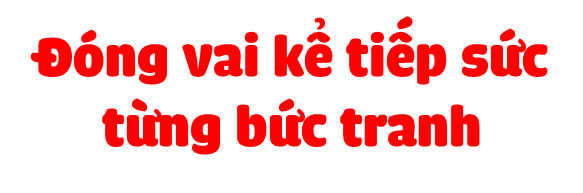 Đóng vai kể tiếp sức
từng bức tranh